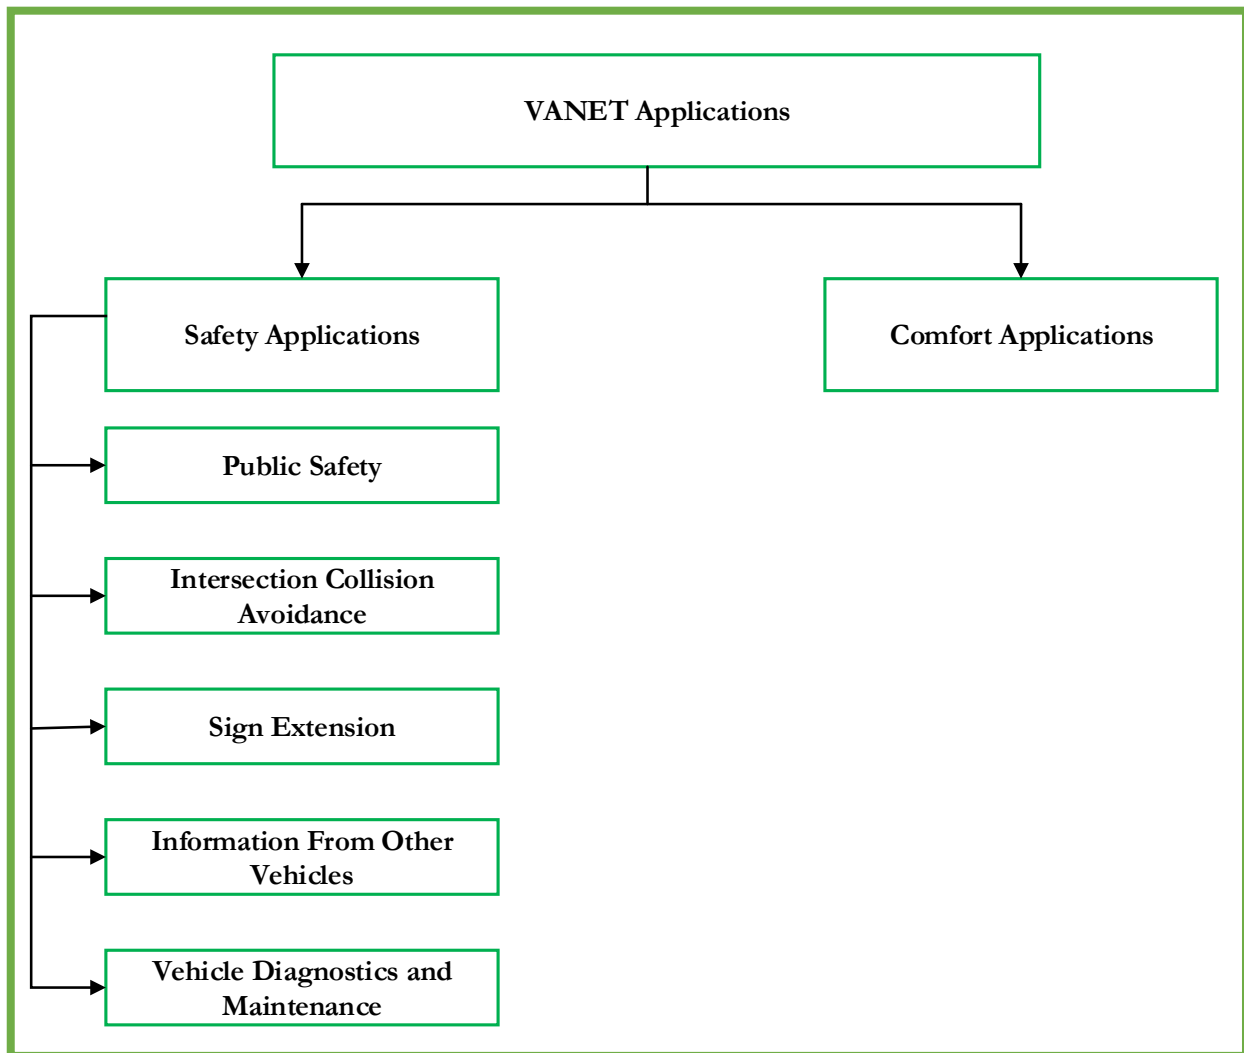 VANET Applications
Safety Applications
Comfort Applications
Public Safety
Intersection Collision
Avoidance
Sign Extension
Information From Other
Vehicles
Vehicle Diagnostics and
Maintenance